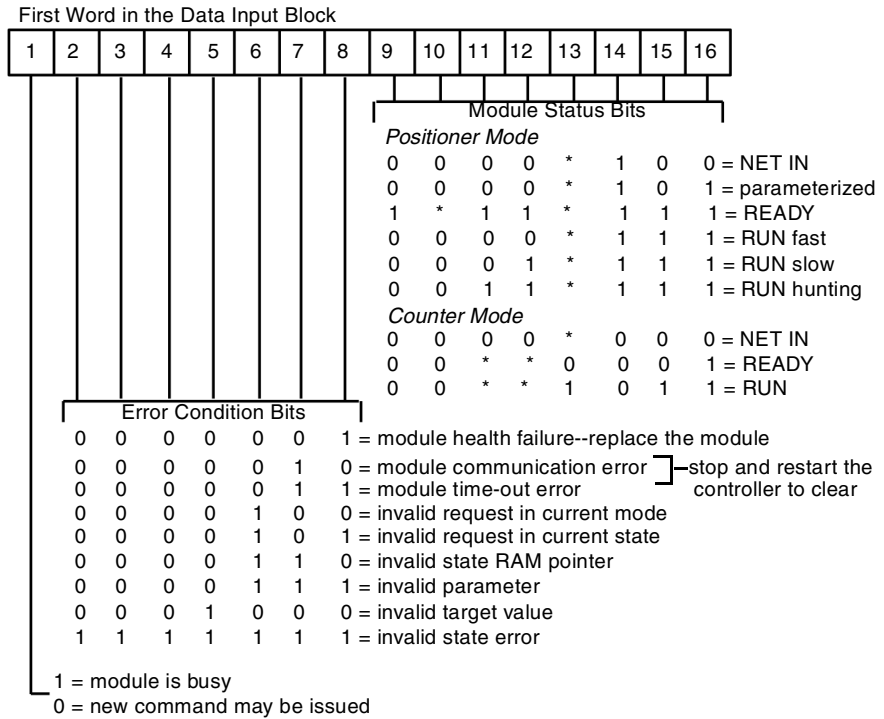 First Word in the Data Input Block
1 2 3 4 5 6 7 8 9 10 11 12 13 14 15 16
Module Status Bits
Positioner Mode
0 0 0 0 * 1 0 0 = NET IN
0 0 0 0 * 1 0 1 = parameterized
1 * 1 1 * 1 1 1 = READY
0 0 0 0 * 1 1 1 = RUN fast
0 0 0 1 * 1 1 1 = RUN slow
0 0 1 1 * 1 1 1 = RUN hunting
Counter Mode
0 0 0 0 * 0 0 0 = NET IN
0 0 * * 0 0 0 1 = READY
0 0 * * 1 0 1 1 = RUN
Error Condition Bits
0 0 0 0 0 0 1 = module health failure--replace the module
0 0 0 0 0 1 0 = module communication error stop and restart the
0 0 0 0 0 1 1 = module time-out error controller to clear
0 0 0 0 1 0 0 = invalid request in current mode
0 0 0 0 1 0 1 = invalid request in current state
0 0 0 0 1 1 0 = invalid state RAM pointer
0 0 0 0 1 1 1 = invalid parameter
0 0 0 1 0 0 0 = invalid target value
1 1 1 1 1 1 1 = invalid state error
1 = module is busy
0 = new command may be issued